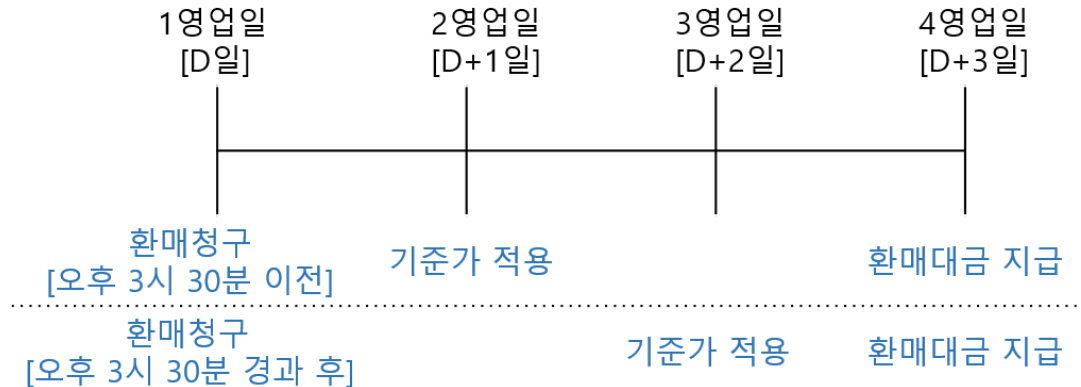 1영업일 2영업일 3영업일 4영업일
[D일] [D+1일] [D+2일] [D+3일]
환매청구
[오후 3시 30분 이전] 기준가 적용 환매대금 지급
환매청구
[오후 3시 30분 경과 후] 기준가 적용 환매대금 지급